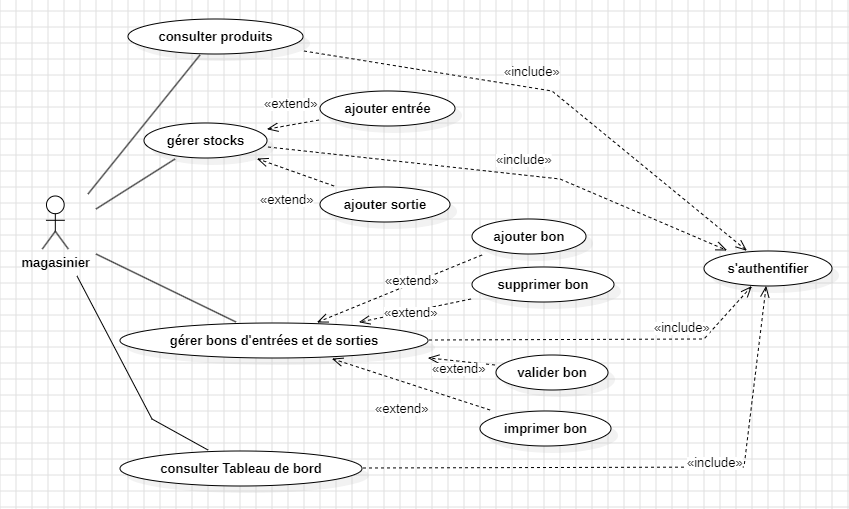 consulter produits
«include»
«extend»
ajouter entrée
gérer stocks
«include»
«extend»
ajouter sortie
magasinier
ajouter bon
s'authentifier
«extend»
supprimer bon
«extend»
«include»
gérer bons d'entrées et de sorties
«extend»
valider bon
«extend»
imprimer bon
consulter Tableau de bord
«include»